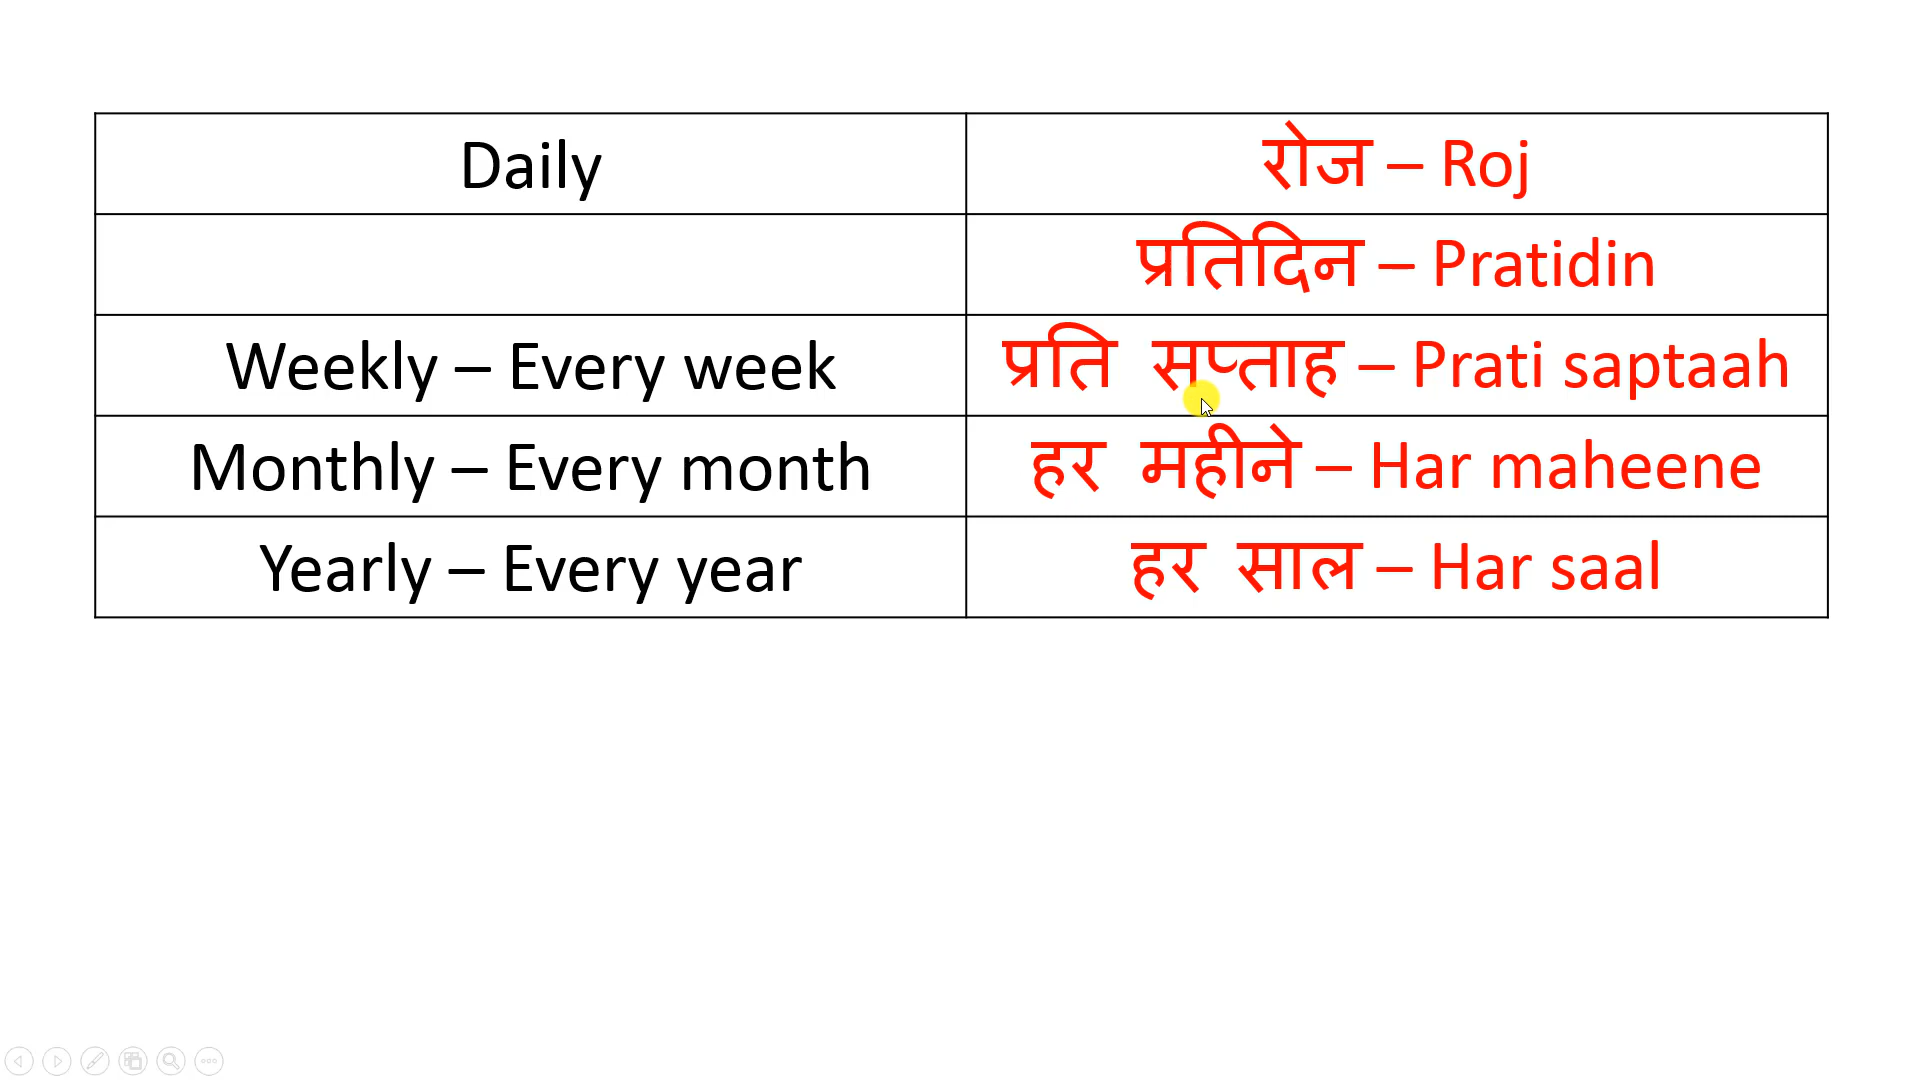 Daily रोज – Roj
प्रतिदिन – Pratidin
Weekly – Every week प्रति सप्ताह – Prati saptaah
Monthly – Every month हर महीने – Har maheene
Yearly – Every year हर साल – Har saal